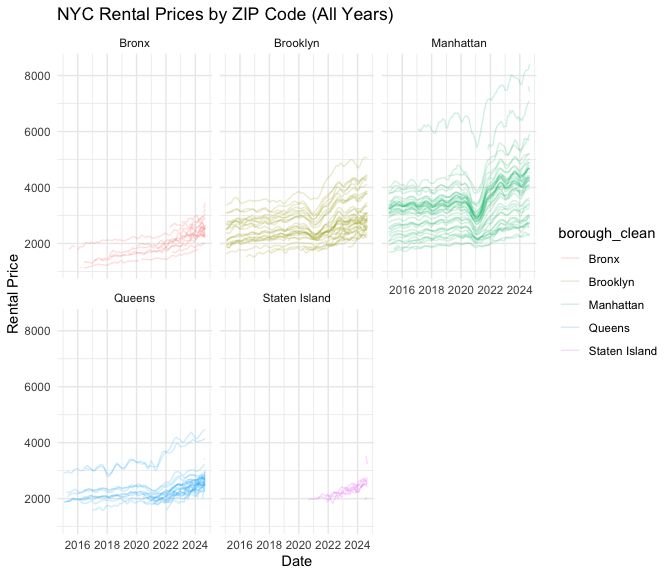 NYC Rental Prices by ZIP Code (All Years)
Bronx
Brooklyn
Manhattan
8000
6000
4000
2000
2016 2018 2020 2022 2024
Queens
Staten Island
8000
6000
4000
2000
2016 2018 2020 2022 2024
2016 2018 2020 2022 2024
Date
Rental Price
borough_clean
Bronx
Brooklyn
Manhattan
Queens
Staten Island